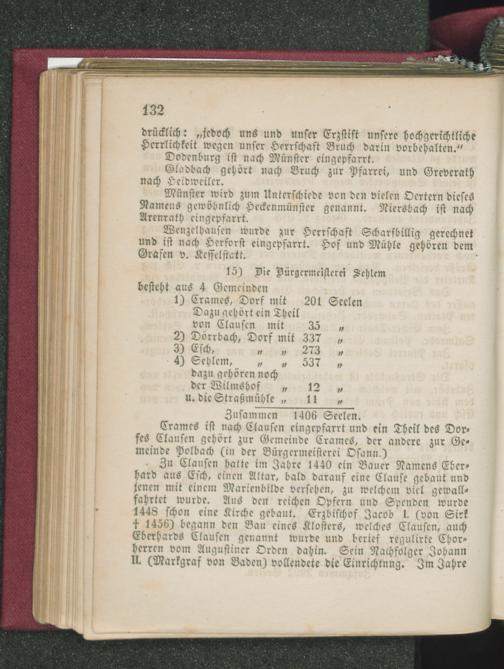 132
drücklich: „jedoch uns und unser Erzstift unsere hochgerichtliche
Herrlichkeit wegen unser Herrschaft Bruch darin vorbehalten.“
Dodenburg ist nach Münster eingepfarrt.
Gladbach gehört nach Bruch zur Pfarrei, und Greverath
nach Heidweiler.
Münster wird zum Unterschiede von den vielen Oertern dieses
Namens gewöhnlich Heckenmünster genannt. Niersbach ist nach
Arenrath eingepfarrt.
Wenzelhausen wurde zur Herrschaft Scharfbillig gerechnet
und ist nach Herforst eingepfarrt. Hof und Mühle gehören dem
Grafen v. Kesselstatt.
15) Die Bürgermeisterei Sehlem
besteht aus 4 Gemeinden
1) Crames, Dorf mit 201 Seelen
Dazu gehört ein Theil
von Clausen mit 35 „
2) Dörrbach, Dorf mit 337 „
3) Esch, „ „ 273 „
4) Sehlem, „ „ 537 „
dazu gehören noch
der Wilmshof „ 12 „
u. die Straßmühle „ 11 „
Zusammen 1406 Seelen.
Crames ist nach Clausen eingepfarrt und ein Theil des Dor-
fes Clausen gehört zur Gemeinde Crames, der andere zur Ge-
meinde Polbach (in der Bürgermeisterei Osann.)
Zu Clausen hatte im Jahre 1440 ein Bauer Namens Eber-
hard aus Esch, einen Altar, bald darauf eine Clause gebaut und
jenen mit einem Marienbilde versehen, zu welchem viel gewall-
fahrtet wurde. Aus den reichen Opfern und Spenden wurde
1448 schon eine Kirche gebaut. Erzbischof Jacob I. (von Sirk
† 1456) begann den Bau eines Klosters, welches Clausen, auch
Eberhards Clausen genannt wurde und berief regulirte Chor-
herren vom Augustiner Orden dahin. Sein Nachfolger Johann
II. (Markgraf von Baden) vollendete die Einrichtung. Im Jahre